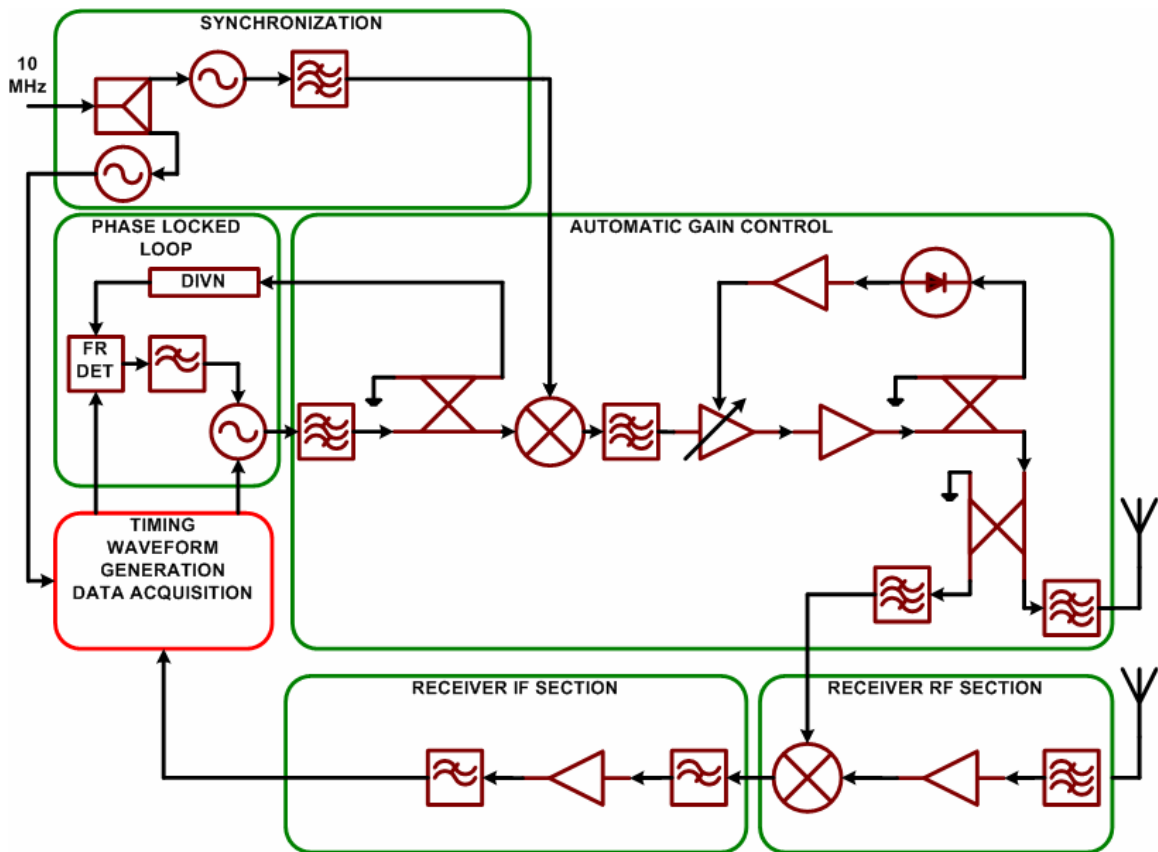 SYNCHRONIZATION
10
MHz
PHASE LOCKED
LOOP
AUTOMATIC GAIN CONTROL
DIVN
FR
DET
TIMING
WAVEFORM
GENERATION
DATA ACQUISITION
RECEIVER IF SECTION
RECEIVER RF SECTION